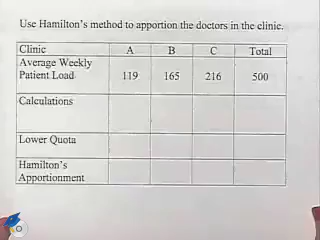 Use Hamilton's method to apportion the doctors in the clinic.
Clinic A B C Total
Average Weekly
Patient Load 119 165 216 500
Calculations
Lower Quota
Hamilton's
Apportionment